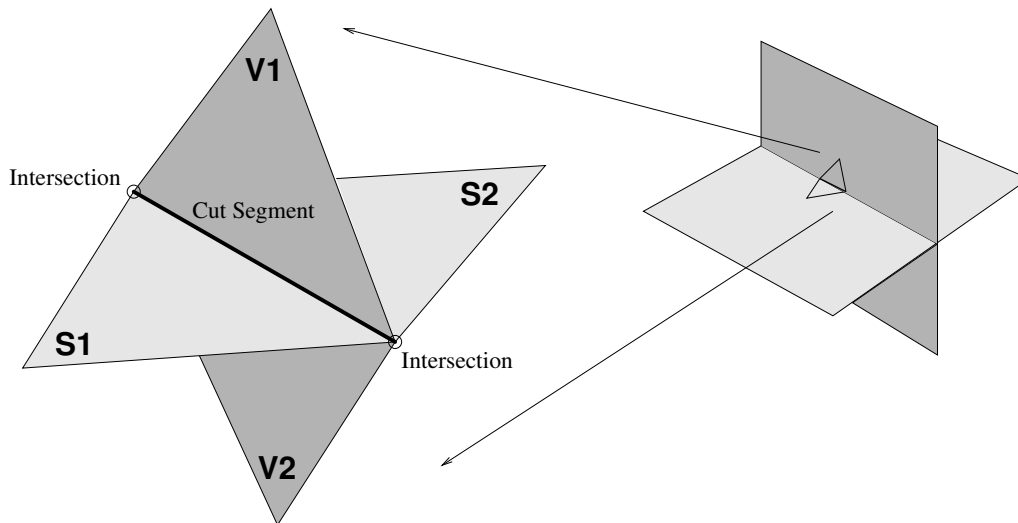 V1
Intersection
S2
Cut Segment
S1
Intersection
V2